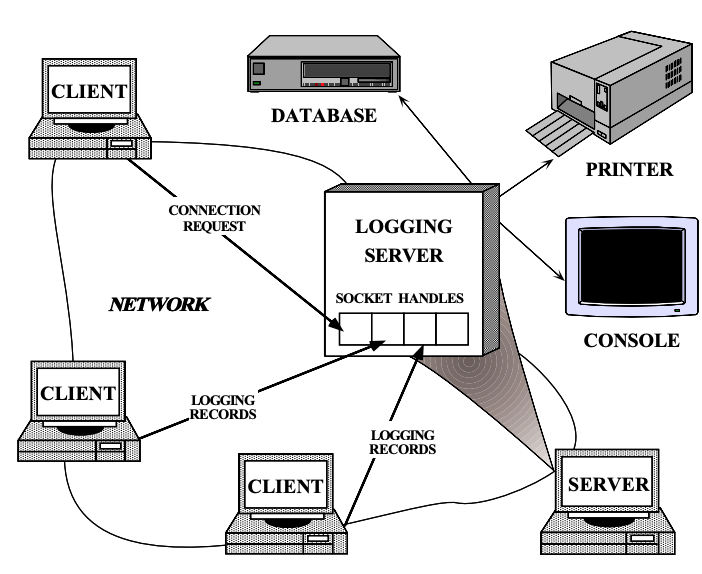 CLIENT
DATABASE
PRINTER
CONNECTION
REQUEST
LOGGING
SERVER
SOCKET HANDLES
NETWORK
CONSOLE
CLIENT
LOGGING
RECORDS
LOGGING
RECORDS
CLIENT
SERVER